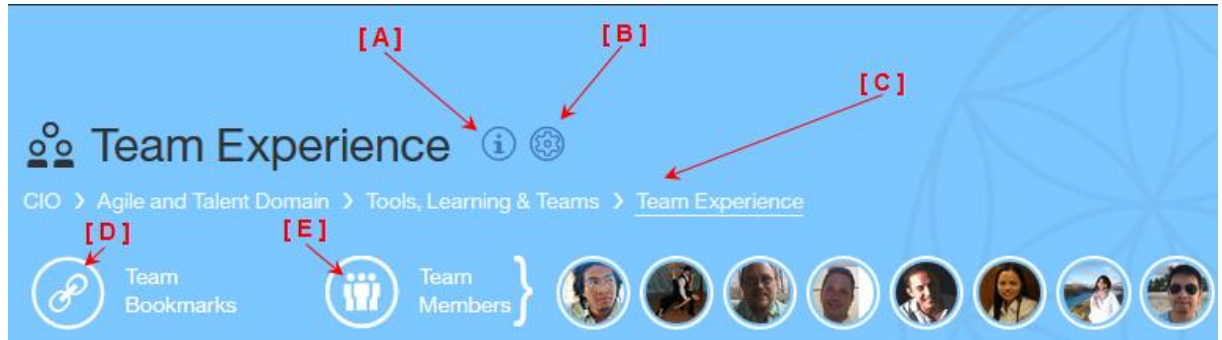 [ A ] [ B ]
[ C ]
Team Experience
CIO > Agile and Talent Domain > Tools, Learning & Teams > Team Experience
[ D ] [ E ]
Team Team
Bookmarks Members }